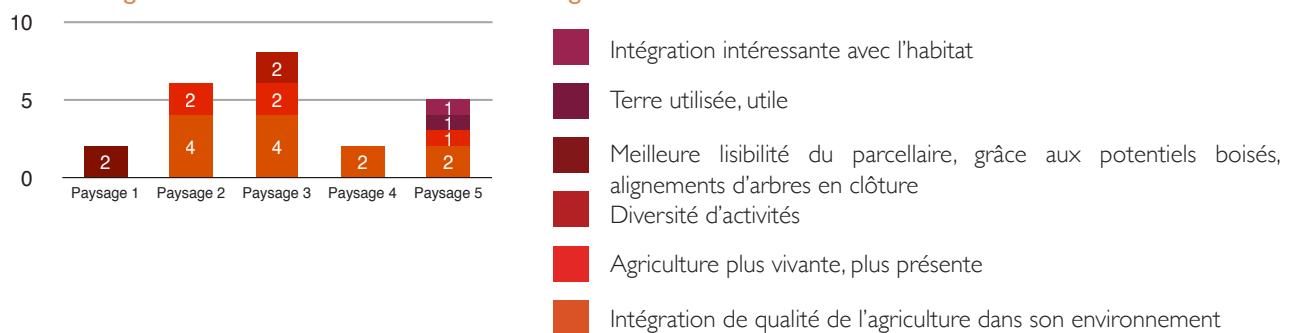 10
5
0
2
2
4
2
2
4
2
1
1
1
2
Paysage 1
Paysage 2
Paysage 3
Paysage 4
Paysage 5
Intégration intéressante avec l'habitat
Terre utilisée, utile
Meilleure lisibilité du parcellaire, grâce aux potentiels boisés,
alignements d'arbres en clôture
Diversité d'activités
Agriculture plus vivante, plus présente
Intégration de qualité de l'agriculture dans son environnement